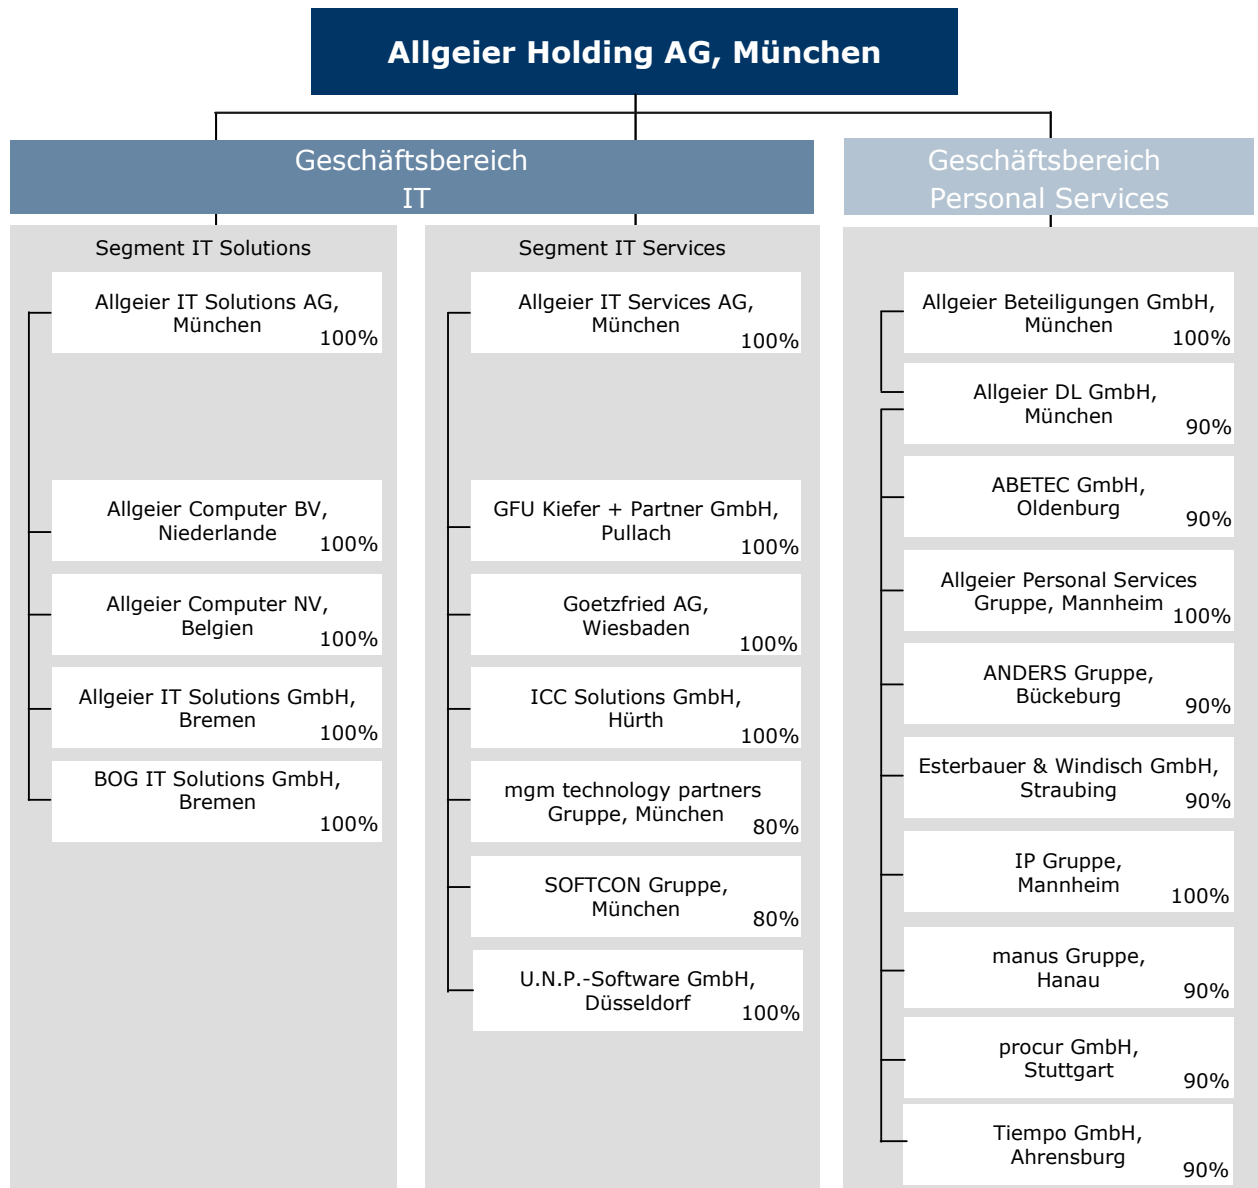 Allgeier Holding AG, München
Geschäftsbereich
IT
Geschäftsbereich
Personal Services
Segment IT Solutions
Allgeier IT Solutions AG,
München
100%
Allgeier Computer BV,
Niederlande
100%
Allgeier Computer NV,
Belgien
100%
Allgeier IT Solutions GmbH,
Bremen
100%
BOG IT Solutions GmbH,
Bremen
100%
Segment IT Services
Allgeier IT Services AG,
München
100%
GFU Kiefer + Partner GmbH,
Pullach
100%
Goetzfried AG,
Wiesbaden
100%
ICC Solutions GmbH,
Hürth
100%
mgm technology partners
Gruppe, München
80%
SOFTCON Gruppe,
München
80%
U.N.P.-Software GmbH,
Düsseldorf
100%
Allgeier Beteiligungen GmbH,
München
100%
Allgeier DL GmbH,
München
90%
ABETEC GmbH,
Oldenburg
90%
Allgeier Personal Services
Gruppe, Mannheim
100%
ANDERS Gruppe,
Bückeburg
90%
Esterbauer & Windisch GmbH,
Straubing
90%
IP Gruppe,
Mannheim
100%
manus Gruppe,
Hanau
90%
procur GmbH,
Stuttgart
90%
Tiempo GmbH,
Ahrensburg
90%